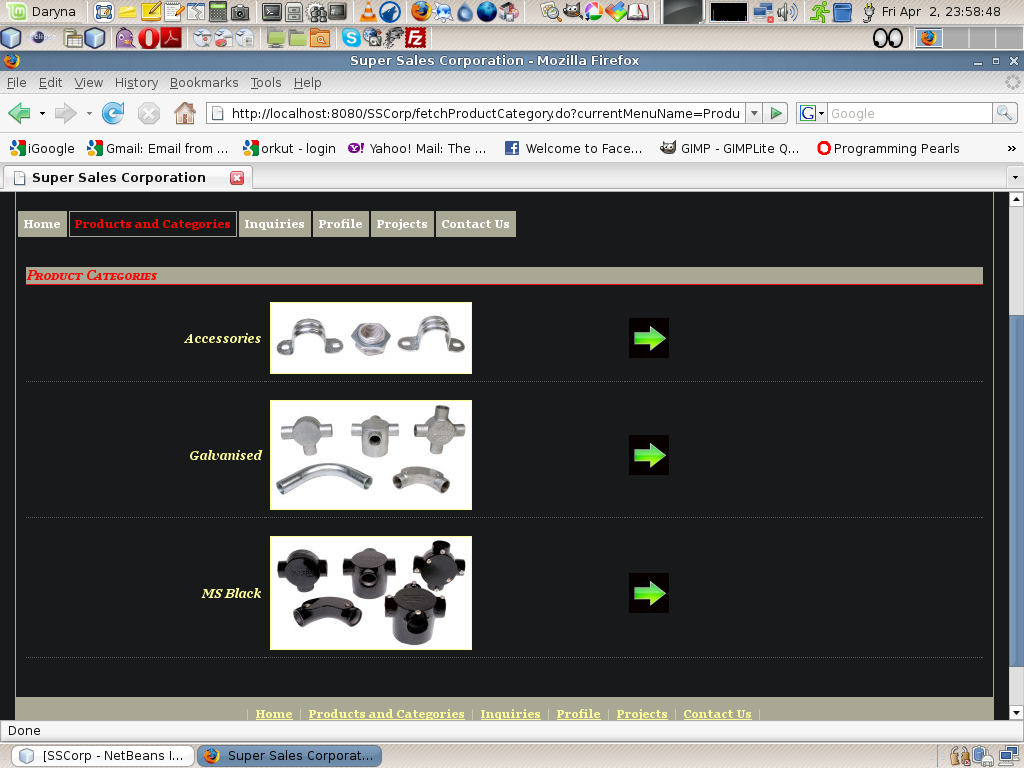 Daryna
Fri Apr 2, 23:58:48
Super Sales Corporation - Mozilla Firefox
File Edit View History Bookmarks Tools Help
http://localhost:8080/SSCorp/fetchProductCategory.do?currentMenuName=Produ
Google
iGoogle Gmail: Email from ... orkut - login Yahoo! Mail: The ... Welcome to Face... GIMP - GIMPLite Q... Programming Pearls »
Super Sales Corporation
Home Products and Categories Inquiries Profile Projects Contact Us
Product Categories
Accessories
Galvanised
MS Black
| Home | Products and Categories | Inquiries | Profile | Projects | Contact Us |
Done
[SSCorp - NetBeans I... Super Sales Corporat...